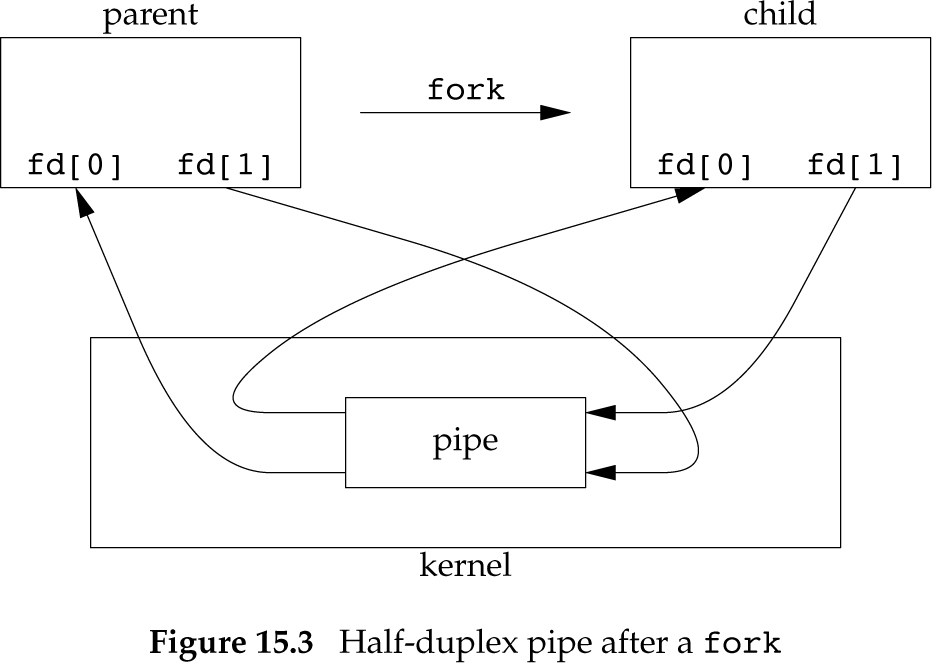 parent
child
fork
fd[0] fd[1]
fd[0] fd[1]
pipe
kernel
Figure 15.3 Half-duplex pipe after a fork